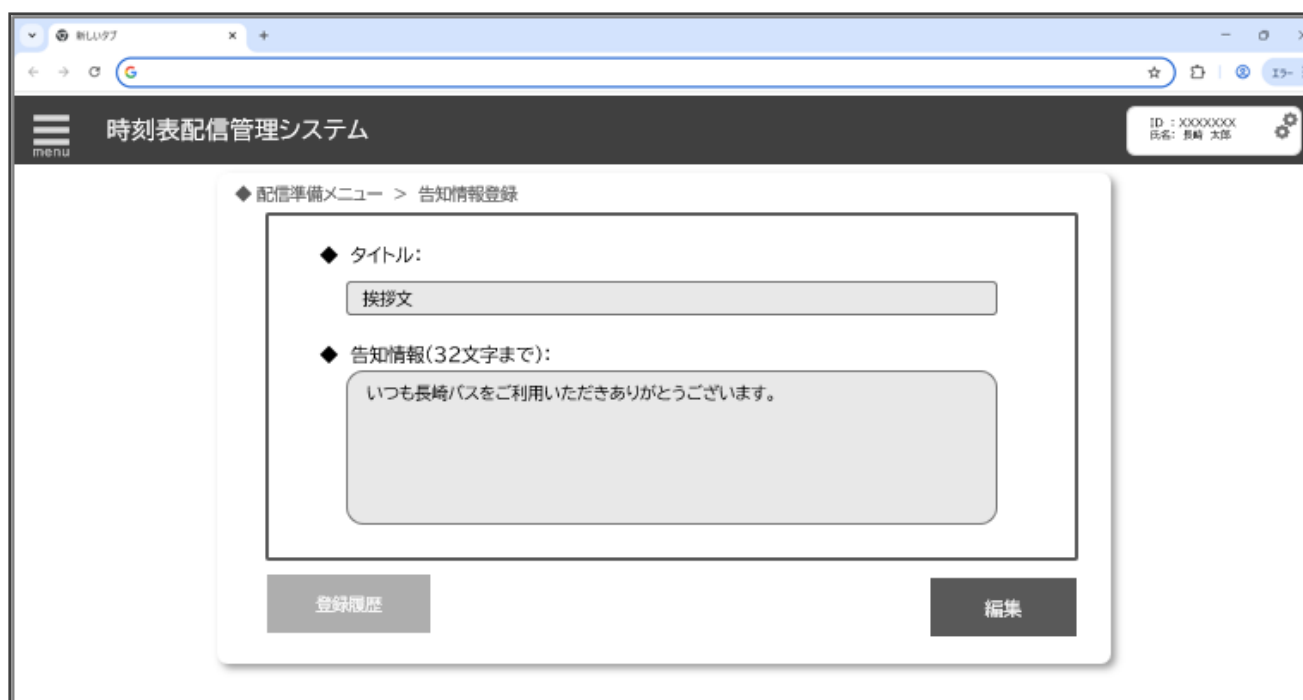 新しいタブ
エラー
時刻表配信管理システム
menu
ID : XXXXXXX
氏名: 長崎 太郎
◆ 配信準備メニュー > 告知情報登録
◆ タイトル:
挨拶文
◆ 告知情報(32文字まで):
いつも長崎バスをご利用いただきありがとうございます。
登録履歴
編集